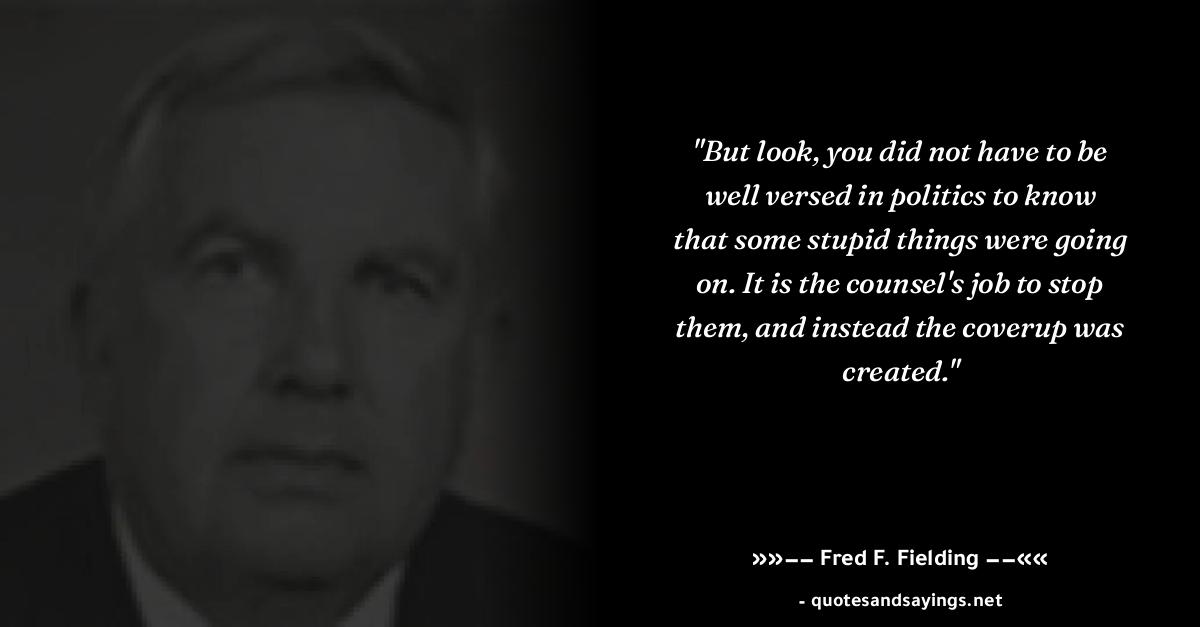 "But look, you did not have to be
well versed in politics to know
that some stupid things were going
on. It is the counsel's job to stop
them, and instead the coverup was
created."
»»–– Fred F. Fielding ––««
- quotesandsayings.net